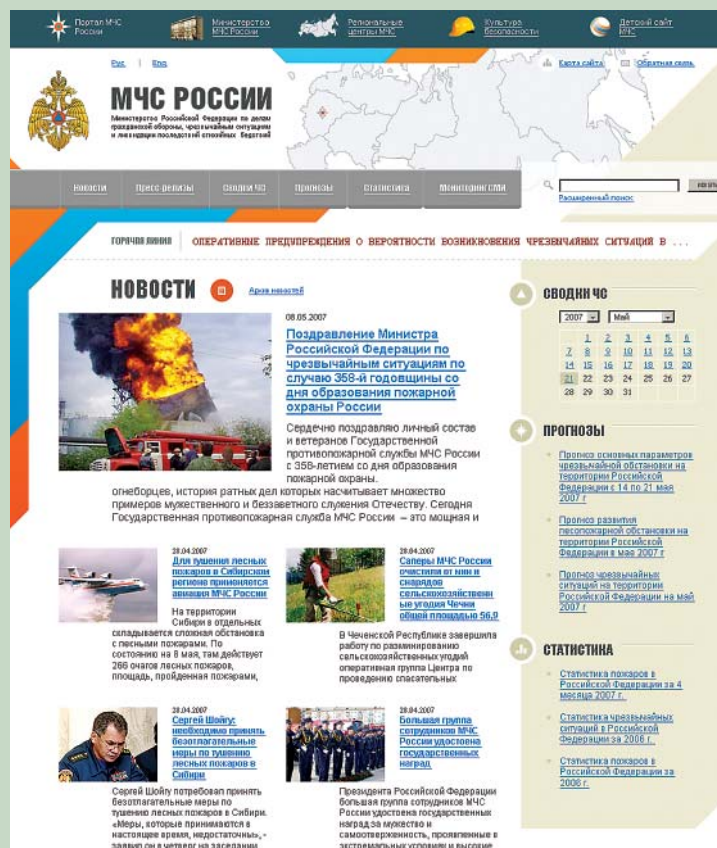 Портал МЧС
России
Министерство
МЧС России
Региональные
центры МЧС
Культура
безопасности
Детский сайт
МЧС
Рус | Eng
Карта сайта
Обратная связь
МЧС РОССИИ
Министерство Российской Федерации по делам
гражданской обороны, чрезвычайным ситуациям
и ликвидации последствий стихийных бедствий
Новости
Пресс-релизы
Сводки ЧС
Прогнозы
Статистика
Мониторинг СМИ
Расширенный поиск
ГОРЯЧАЯ ЛИНИЯ
ОПЕРАТИВНЫЕ ПРЕДУПРЕЖДЕНИЯ О ВЕРОЯТНОСТИ ВОЗНИКНОВЕНИЯ ЧРЕЗВЫЧАЙНЫХ СИТУАЦИЙ В ...
НОВОСТИ
Архив новостей
08.05.2007
Поздравление Министра
Российской Федерации по
чрезвычайным ситуациям по
случаю 358-й годовщины со
дня образования пожарной
охраны России
Сердечно поздравляю личный состав
и ветеранов Государственной
противопожарной службы МЧС России
с 358-летием со дня образования
пожарной охраны.
огнеборцев, история ратных дел которых насчитывает множество
примеров мужественного и беззаветного служения Отечеству. Сегодня
Государственная противопожарная служба МЧС России – это мощная и
28.04.2007
Для тушения лесных
пожаров в Сибирском
регионе применяется
авиация МЧС России
На территории
Сибири в отдельных
складывается сложная обстановка
с лесными пожарами. По
состоянию на 8 мая, там действует
266 очагов лесных пожаров,
площадь, пройденная пожарами,
28.04.2007
Саперы МЧС России
очистили от мин и
снарядов
сельскохозяйственн
ые угодия Чечни
общей площадью 56,9
В Чеченской Республике завершила
работу по разминированию
сельскохозяйственных угодий
оперативная группа Центра по
проведению спасательных
28.04.2007
Сергей Шойгу:
необходимо принять
безотлагательные
меры по тушению
лесных пожаров в
Сибири
Сергей Шойгу потребовал принять
безотлагательные меры по
тушению лесных пожаров в Сибири.
«Меры, которые принимаются в
настоящее время, недостаточны», -
заявил он в четверг на заседании
28.04.2007
Большая группа
сотрудников МЧС
России удостоена
государственных
наград
Президента Российской Федерации
большая группа сотрудников МЧС
России удостоена государственных
наград за мужество и
самоотверженность, проявленные в
экстремальных условиях и высокие
СВОДКИ ЧС
2007 Май
1 2 3 4 5 6
7 8 9 10 11 12 13
14 15 16 17 18 19 20
21 22 23 24 25 26 27
28 29 30 31
ПРОГНОЗЫ
Прогноз основных параметров
чрезвычайной обстановки на
территории Российской
Федерации с 14 по 21 мая
2007 г
Прогноз развития
лесопожарной обстановки на
территории Российской
Федерации в мае 2007 г
Прогноз чрезвычайных
ситуаций на территории
Российской Федерации на май
2007 г
СТАТИСТИКА
Статистика пожаров в
Российской Федерации за 4
месяца 2007 г.
Статистика чрезвычайных
ситуаций в Российской
Федерации за 2006 г.
Статистика пожаров в
Российской Федерации за
2006 г.